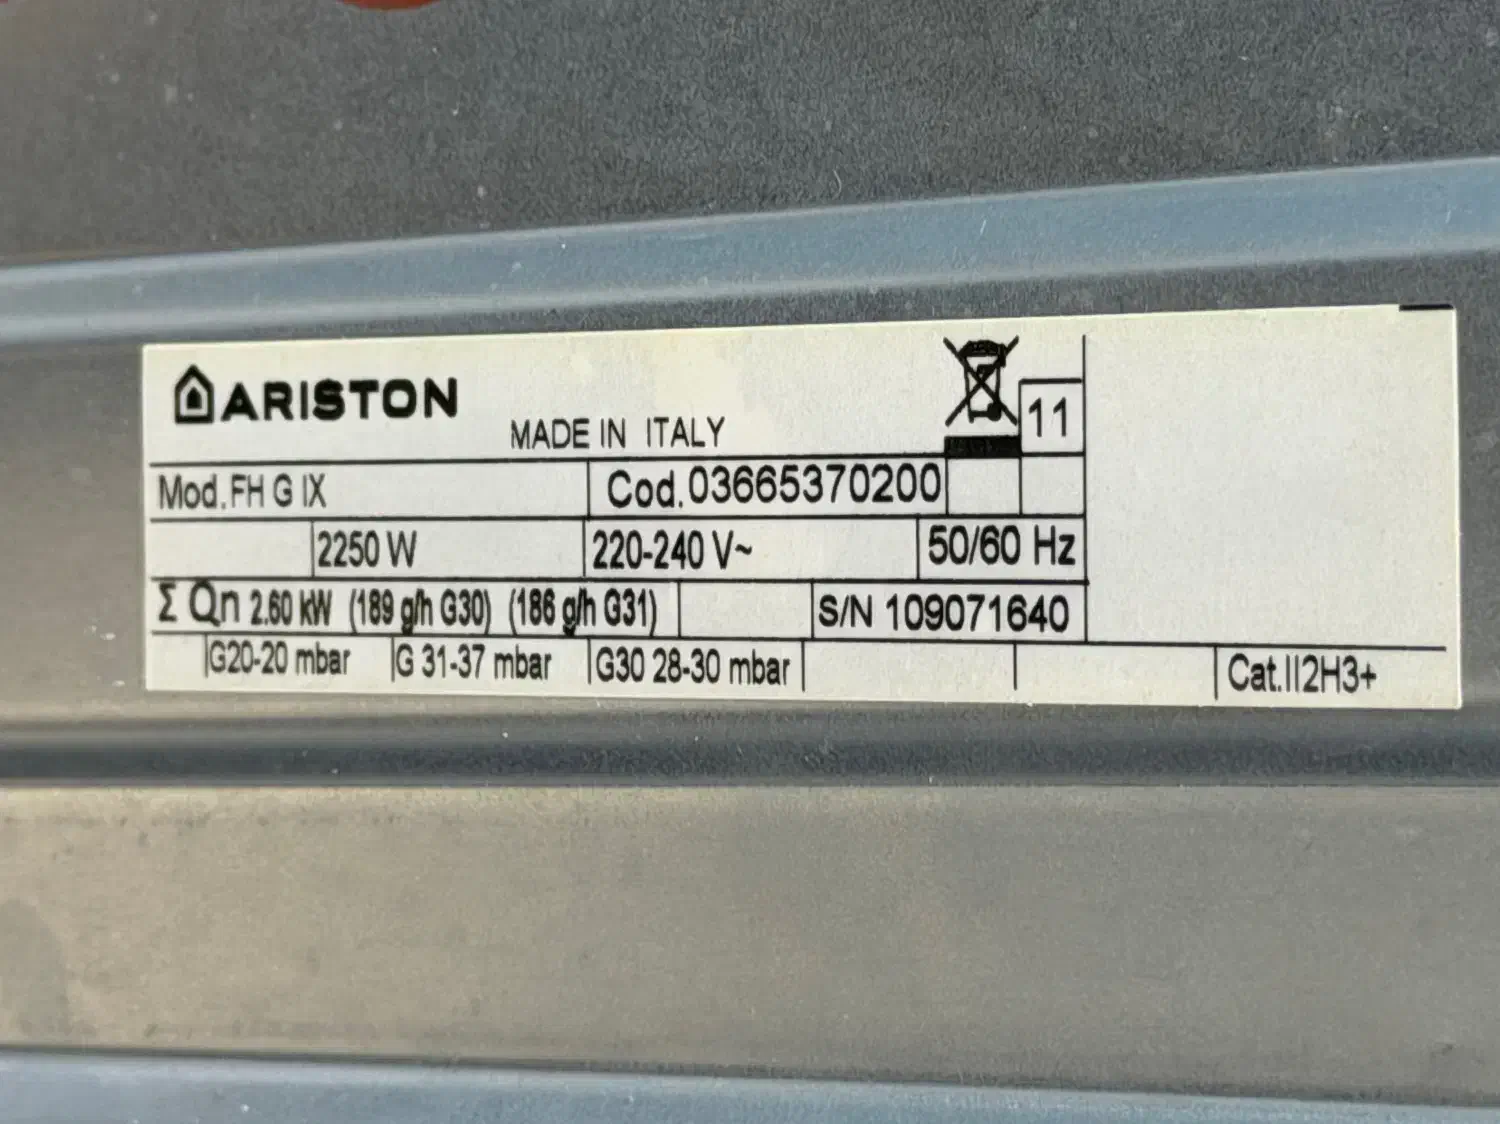 ARISTON
MADE IN ITALY
11
Mod.FH G IX Cod.03665370200
2250 W 220-240 V~ 50/60 Hz
Σ Qn 2.60 kW (189 g/h G30) (186 g/h G31) S/N 109071640
G20-20 mbar G 31-37 mbar G30 28-30 mbar Cat.II2H3+